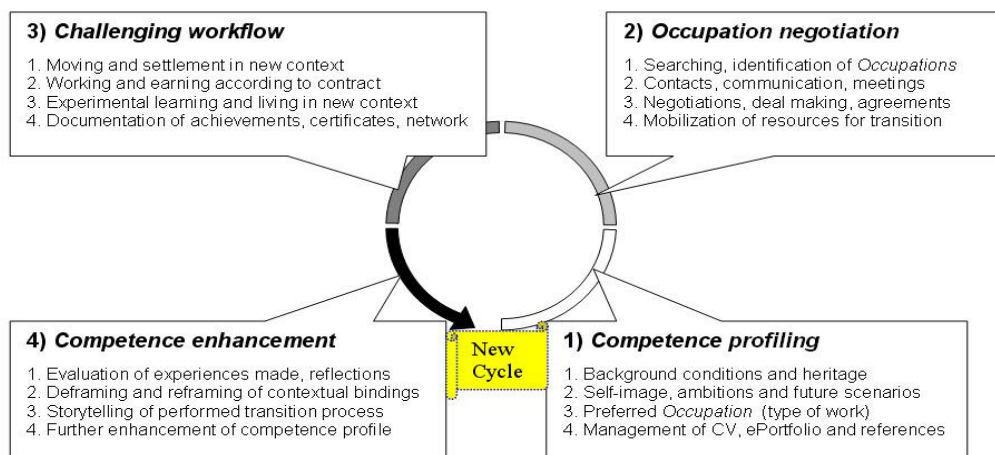 3) Challenging workflow
1. Moving and settlement in new context
2. Working and earning according to contract
3. Experimental learning and living in new context
4. Documentation of achievements, certificates, network
2) Occupation negotiation
1. Searching, identification of Occupations
2. Contacts, communication, meetings
3. Negotiations, deal making, agreements
4. Mobilization of resources for transition
4) Competence enhancement
1. Evaluation of experiences made, reflections
2. Deframing and reframing of contextual bindings
3. Storytelling of performed transition process
4. Further enhancement of competence profile
New
Cycle
1) Competence profiling
1. Background conditions and heritage
2. Self-image, ambitions and future scenarios
3. Preferred Occupation (type of work)
4. Management of CV, ePortfolio and references